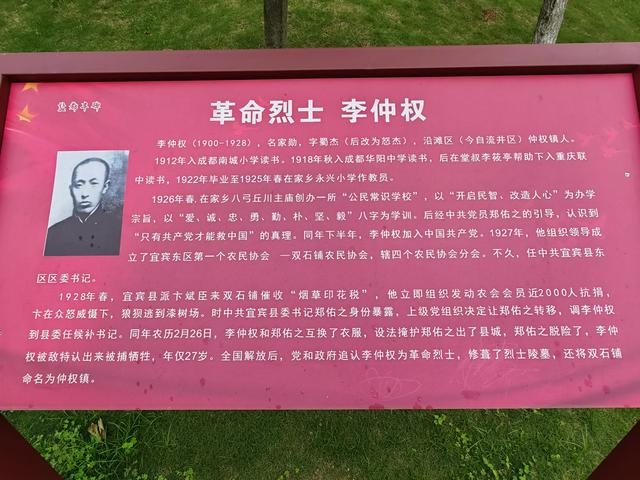 盐都丰碑
革命烈士 李仲权
李仲权（1900-1928），名家勋，字蜀杰（后改为怒杰），沿滩区（今自流井区）仲权镇人。
1912年入成都南城小学读书。1918年秋入成都华阳中学读书，后在堂叔李筱亭帮助下入重庆联
中读书，1922年毕业至1925年春在家乡永兴小学作教员。
1926年春,在家乡八弓丘川主庙创办一所“公民常识学校”，以“开启民智、改造人心”为办学
宗旨，以“爱、诚、忠、勇、勤、朴、坚、毅”八字为学训。后经中共党员郑佑之的引导，认识到
“只有共产党才能救中国”的真理。同年下半年，李仲权加入中国共产党。1927年，他组织领导成
立了宜宾东区第一个农民协会 —双石铺农民协会，辖四个农民协会分会。不久，任中共宜宾县东
区区委书记。
1928年春，宜宾县派卞斌臣来双石铺催收“烟草印花税”，他立即组织发动农会会员近2000人抗捐，
卞在众怒威慑下，狼狈逃到漆树场。时中共宜宾县委书记郑佑之身份暴露，上级党组织决定让郑佑之转移，调李仲权
到县委任候补书记。同年农历2月26日，李仲权和郑佑之互换了衣服，设法掩护郑佑之出了县城，郑佑之脱险了，李仲
权被敌特认出来被捕牺牲，年仅27岁。全国解放后，党和政府追认李仲权为革命烈士，修葺了烈士陵墓，还将双石铺
命名为仲权镇。